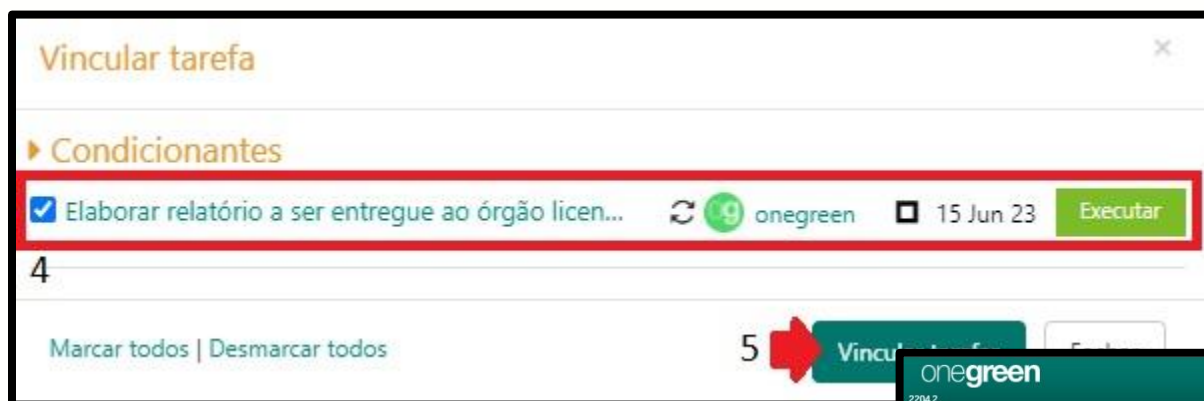 Vincular tarefa
Condicionantes
Elaborar relatório a ser entregue ao órgão licen... onegreen 15 Jun 23 Executar
4
Marcar todos | Desmarcar todos 5
onegreen